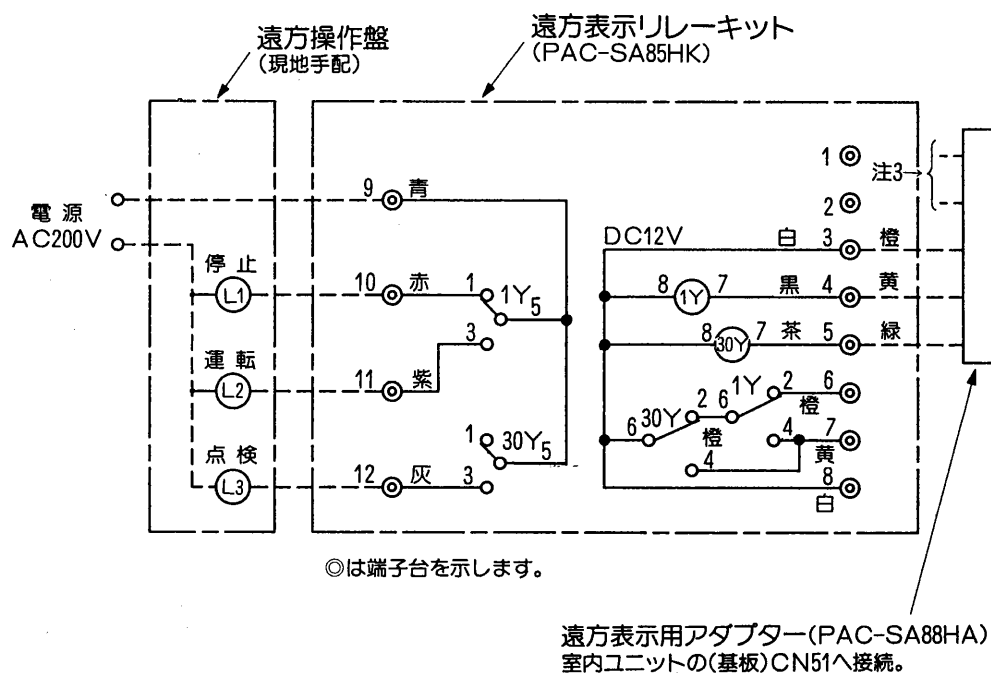 遠方操作盤
(現地手配)
遠方表示リレーキット
(PAC-SA85HK)
電源
AC200V
停止
L1
運転
L2
点検
L3
9 青
10 赤
11 紫
12 灰
1
1Y
5
3
1
30Y
5
3
1
2
注3→
DC12V
白 3 橙
8 1Y 7 黒 4 黄
8 30Y 7 茶 5 緑
6 30Y 2 6 1Y 2 6
橙
橙
4
4 7
黄
8
白
◎は端子台を示します。
遠方表示用アダプター(PAC-SA88HA)
室内ユニットの(基板)CN51へ接続。